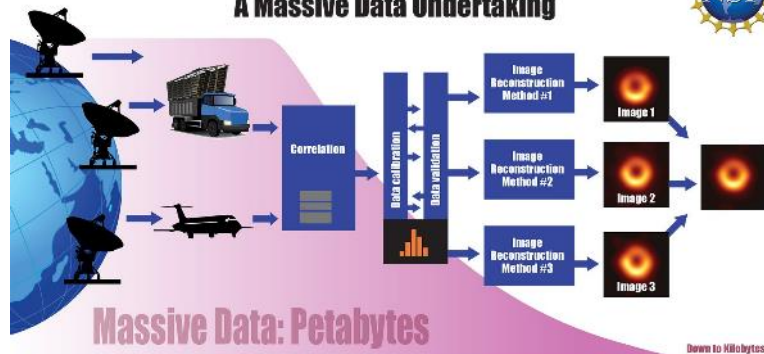 A Massive Data Undertaking
Correlation
Data calibration
Data validation
Image
Reconstruction
Method #1
Image 1
Image
Reconstruction
Method #2
Image 2
Image
Reconstruction
Method #3
Image 3
Massive Data: Petabytes
Down to Kilobytes